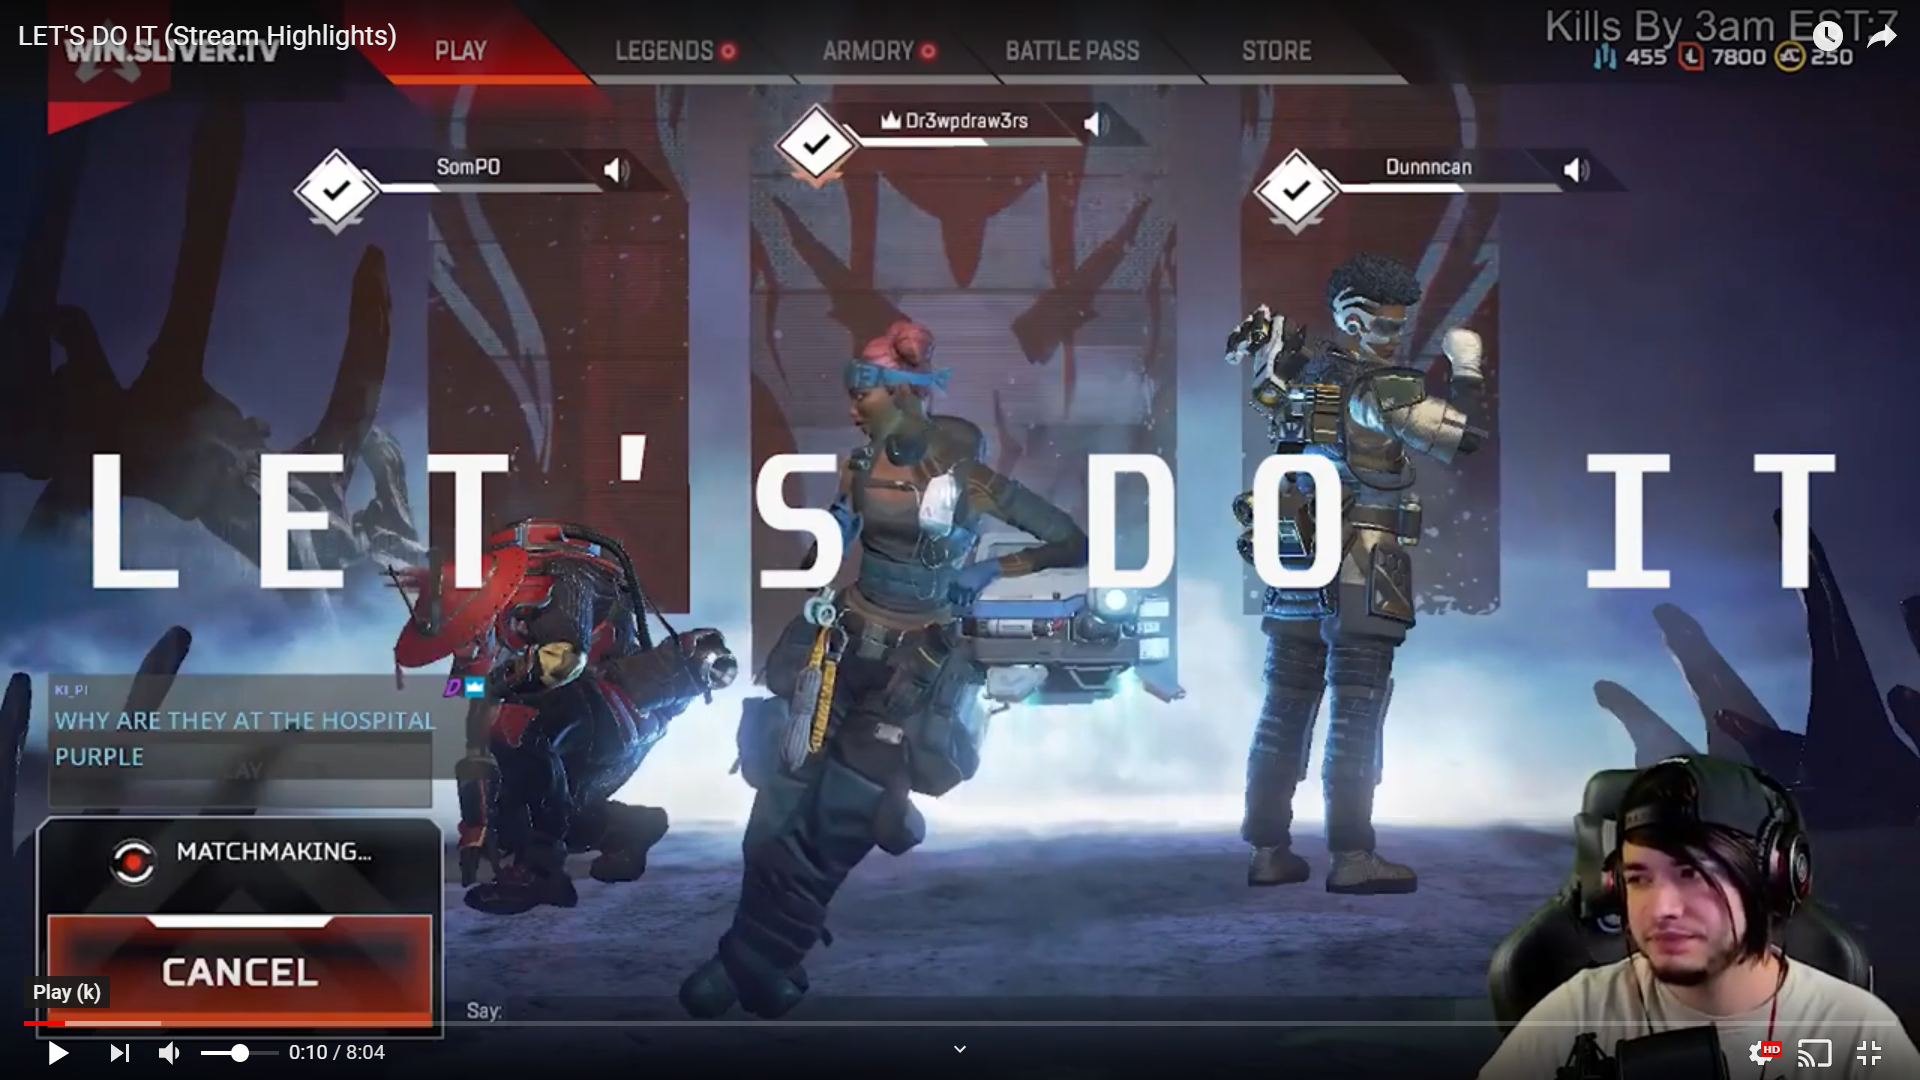 LET'S DO IT (Stream Highlights)
WIN.SLIVER.TV
PLAY
LEGENDS
ARMORY
BATTLE PASS
STORE
Kills By 3am EST:7
455
7800
250
SomPO
Dr3wpdraw3rs
Dunnncan
LET'S DO IT
KI_PI
WHY ARE THEY AT THE HOSPITAL
PURPLE
MATCHMAKING...
CANCEL
Play (k)
Say:
0:10 / 8:04
HD